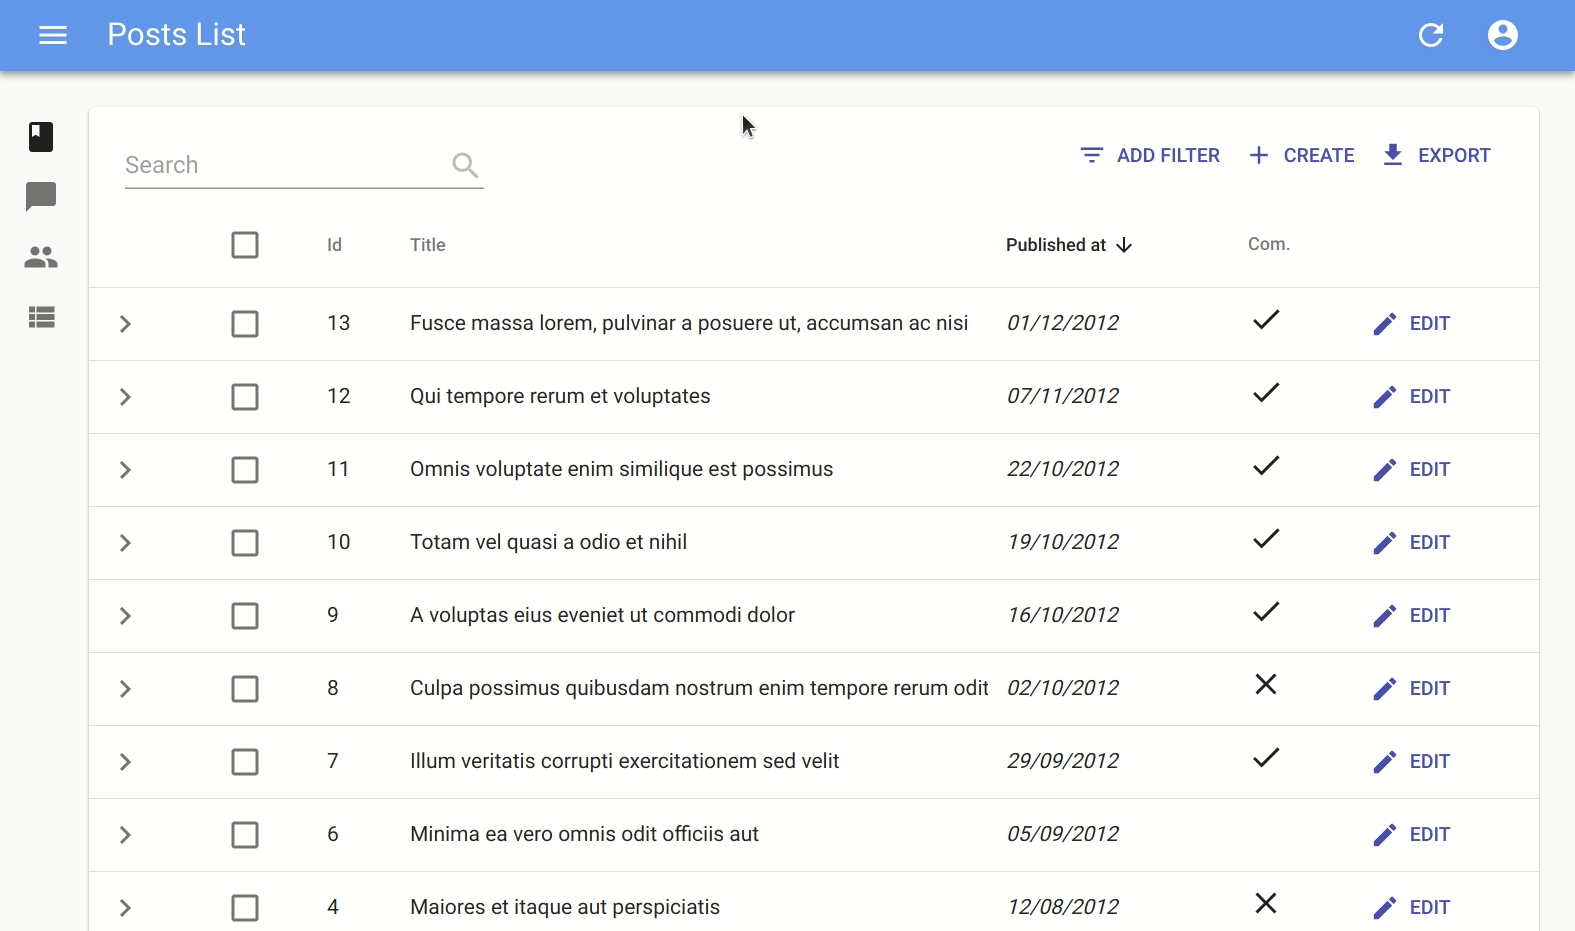 Posts List
Search
ADD FILTER CREATE EXPORT
Id Title Published at Com.
13 Fusce massa lorem, pulvinar a posuere ut, accumsan ac nisi 01/12/2012 EDIT
12 Qui tempore rerum et voluptates 07/11/2012 EDIT
11 Omnis voluptate enim similique est possimus 22/10/2012 EDIT
10 Totam vel quasi a odio et nihil 19/10/2012 EDIT
9 A voluptas eius eveniet ut commodi dolor 16/10/2012 EDIT
8 Culpa possimus quibusdam nostrum enim tempore rerum odit 02/10/2012 EDIT
7 Illum veritatis corrupti exercitationem sed velit 29/09/2012 EDIT
6 Minima ea vero omnis odit officiis aut 05/09/2012 EDIT
4 Maiores et itaque aut perspiciatis 12/08/2012 EDIT